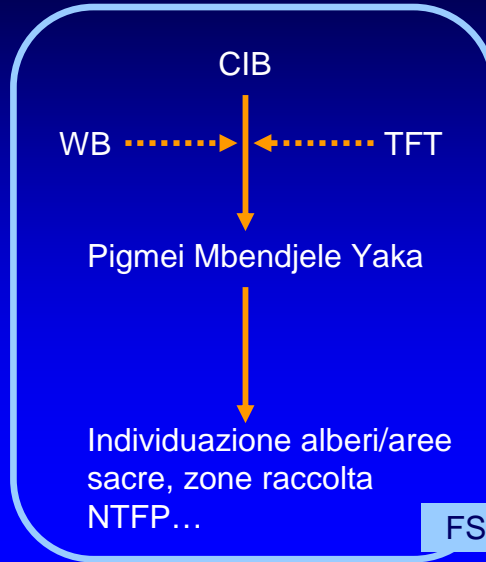 CIB
WB TFT
Pigmei Mbendjele Yaka
Individuazione alberi/aree
sacre, zone raccolta
NTFP…
FS